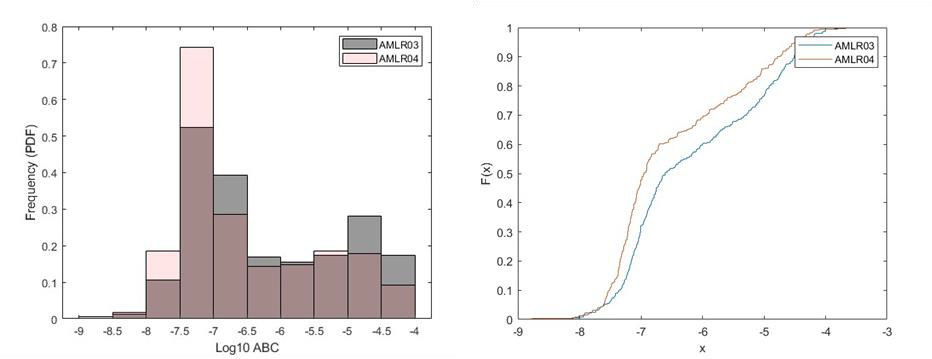 0.8
0.7
0.6
0.5
0.4
0.3
0.2
0.1
0
Frequency (PDF)
-9 -8.5 -8 -7.5 -7 -6.5 -6 -5.5 -5 -4.5 -4
Log10 ABC
AMLR03
AMLR04
1
0.9
0.8
0.7
0.6
0.5
0.4
0.3
0.2
0.1
0
F(x)
-9 -8 -7 -6 -5 -4 -3
x
AMLR03
AMLR04